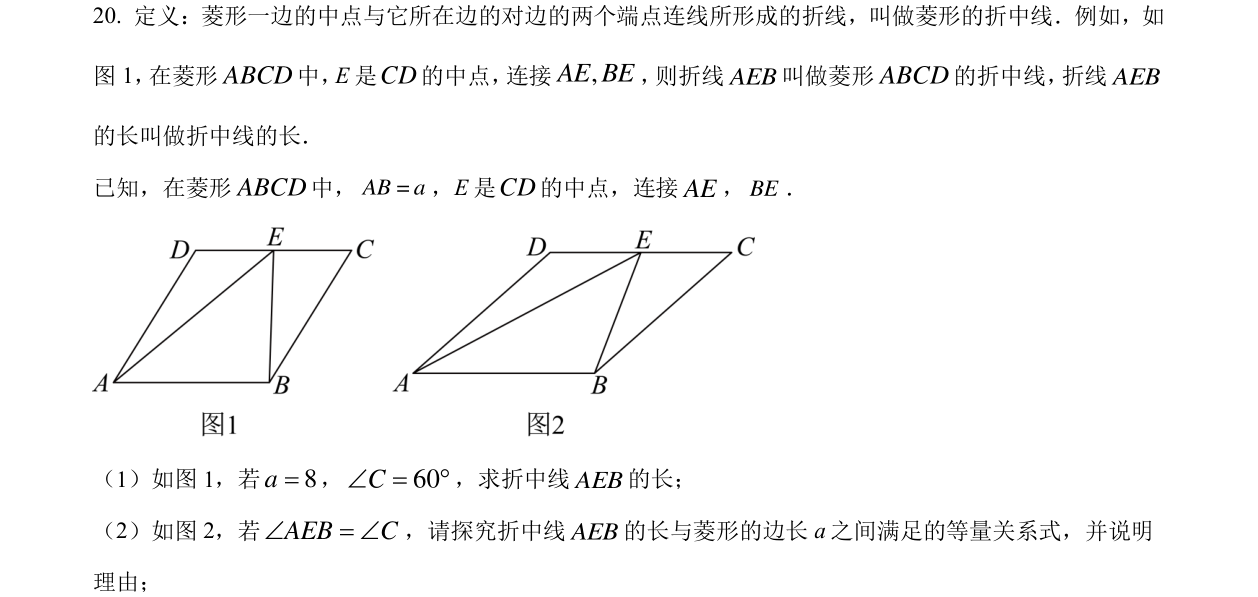 20. 定义：菱形一边的中点与它所在边的对边的两个端点连线所形成的折线，叫做菱形的折中线．例如，如
图 1，在菱形 ABCD 中，E 是 CD 的中点，连接 AE, BE，则折线 AEB 叫做菱形 ABCD 的折中线，折线 AEB
的长叫做折中线的长．
已知，在菱形 ABCD 中， AB = a，E 是 CD 的中点，连接 AE， BE．
D E C
D E C
A B
A B
图1 图2
（1）如图 1，若 a = 8， ∠C = 60°，求折中线 AEB 的长；
（2）如图 2，若 ∠AEB = ∠C，请探究折中线 AEB 的长与菱形的边长 a 之间满足的等量关系式，并说明
理由；